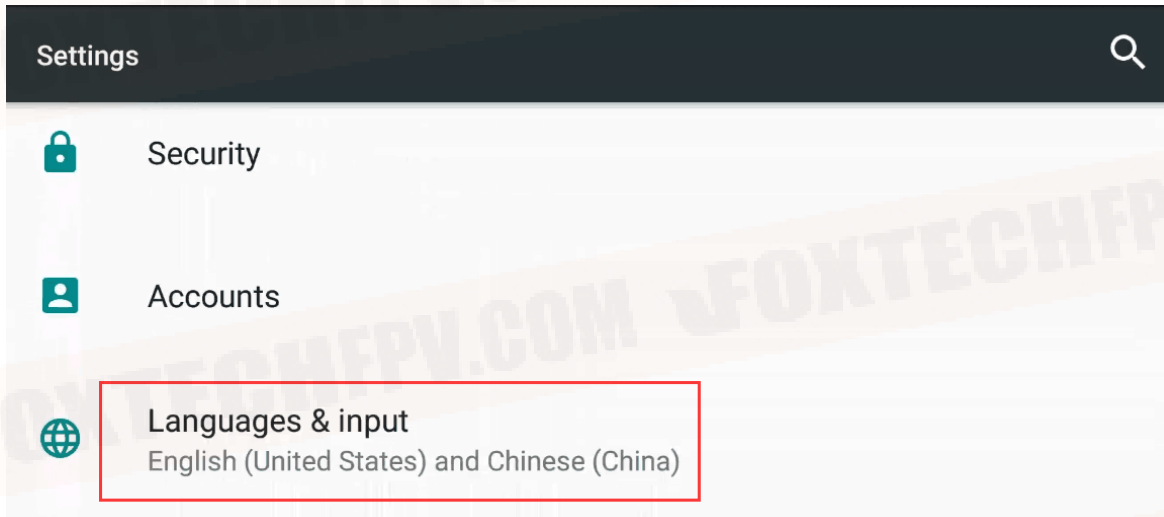 Settings
Security
Accounts
FOXTECHFPV.COM FOXTECHFP
Languages & input
English (United States) and Chinese (China)